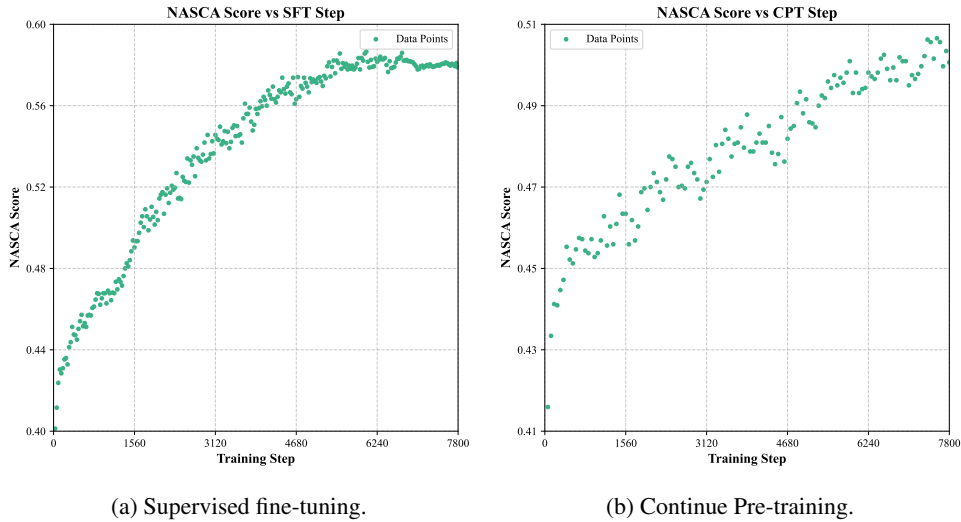 NASCA Score vs SFT Step
Data Points
0.60
0.56
0.52
0.48
0.44
0.40
NASCA Score
0
1560
3120
4680
6240
7800
Training Step
(a) Supervised fine-tuning.
NASCA Score vs CPT Step
Data Points
0.51
0.49
0.47
0.45
0.43
0.41
NASCA Score
0
1560
3120
4680
6240
7800
Training Step
(b) Continue Pre-training.